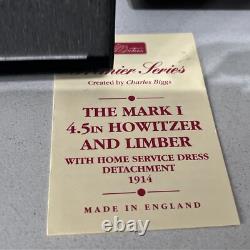 Premier Series
Created by Charles Biggs
THE MARK I
4.5IN HOWITZER
AND LIMBER
WITH HOME SERVICE DRESS
DETACHMENT
1914
MADE IN ENGLAND